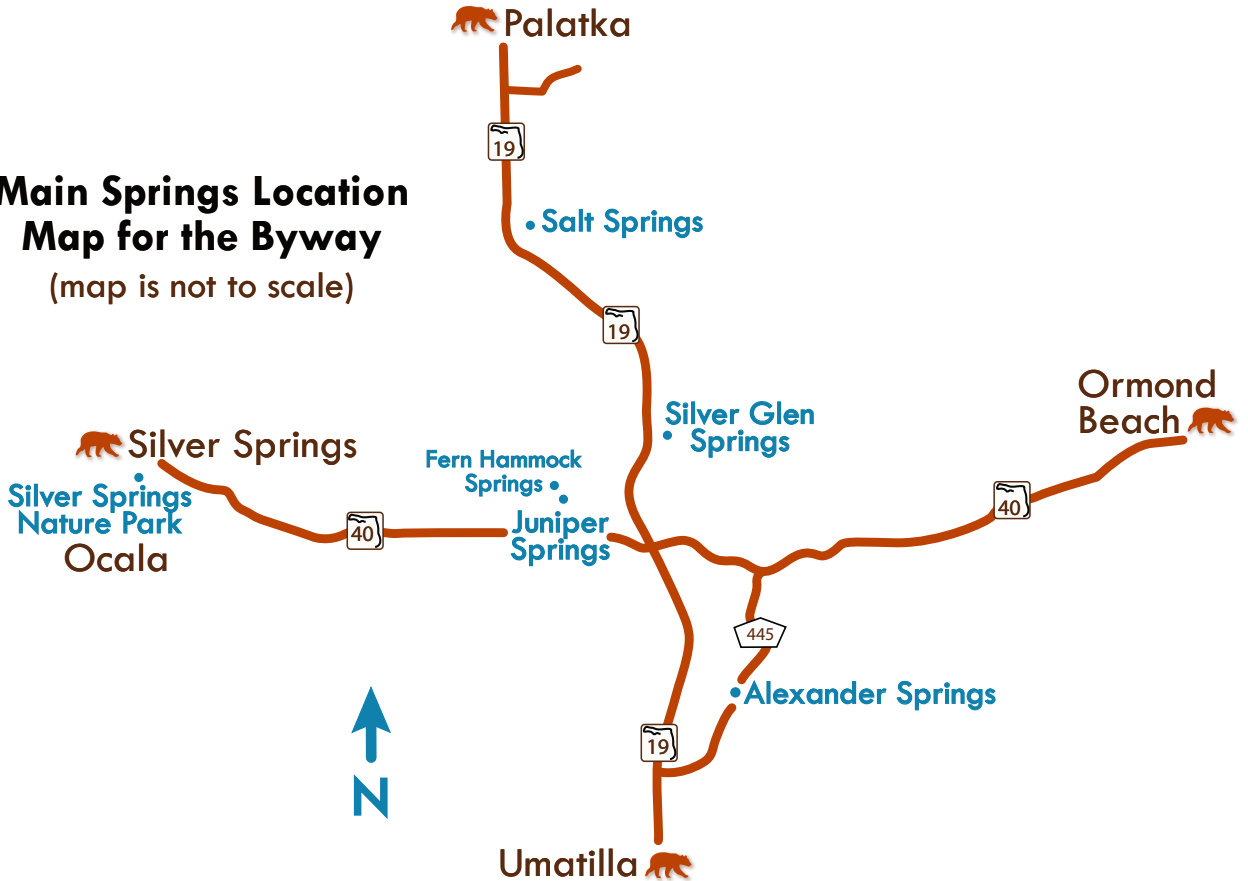 Palatka
19
Main Springs Location
Map for the Byway
(map is not to scale)
Salt Springs
19
Ormond
Beach
Silver Glen
Springs
Silver Springs
Fern Hammock
Springs
Silver Springs
Nature Park
Ocala
40
Juniper
Springs
40
445
Alexander Springs
19
N
Umatilla